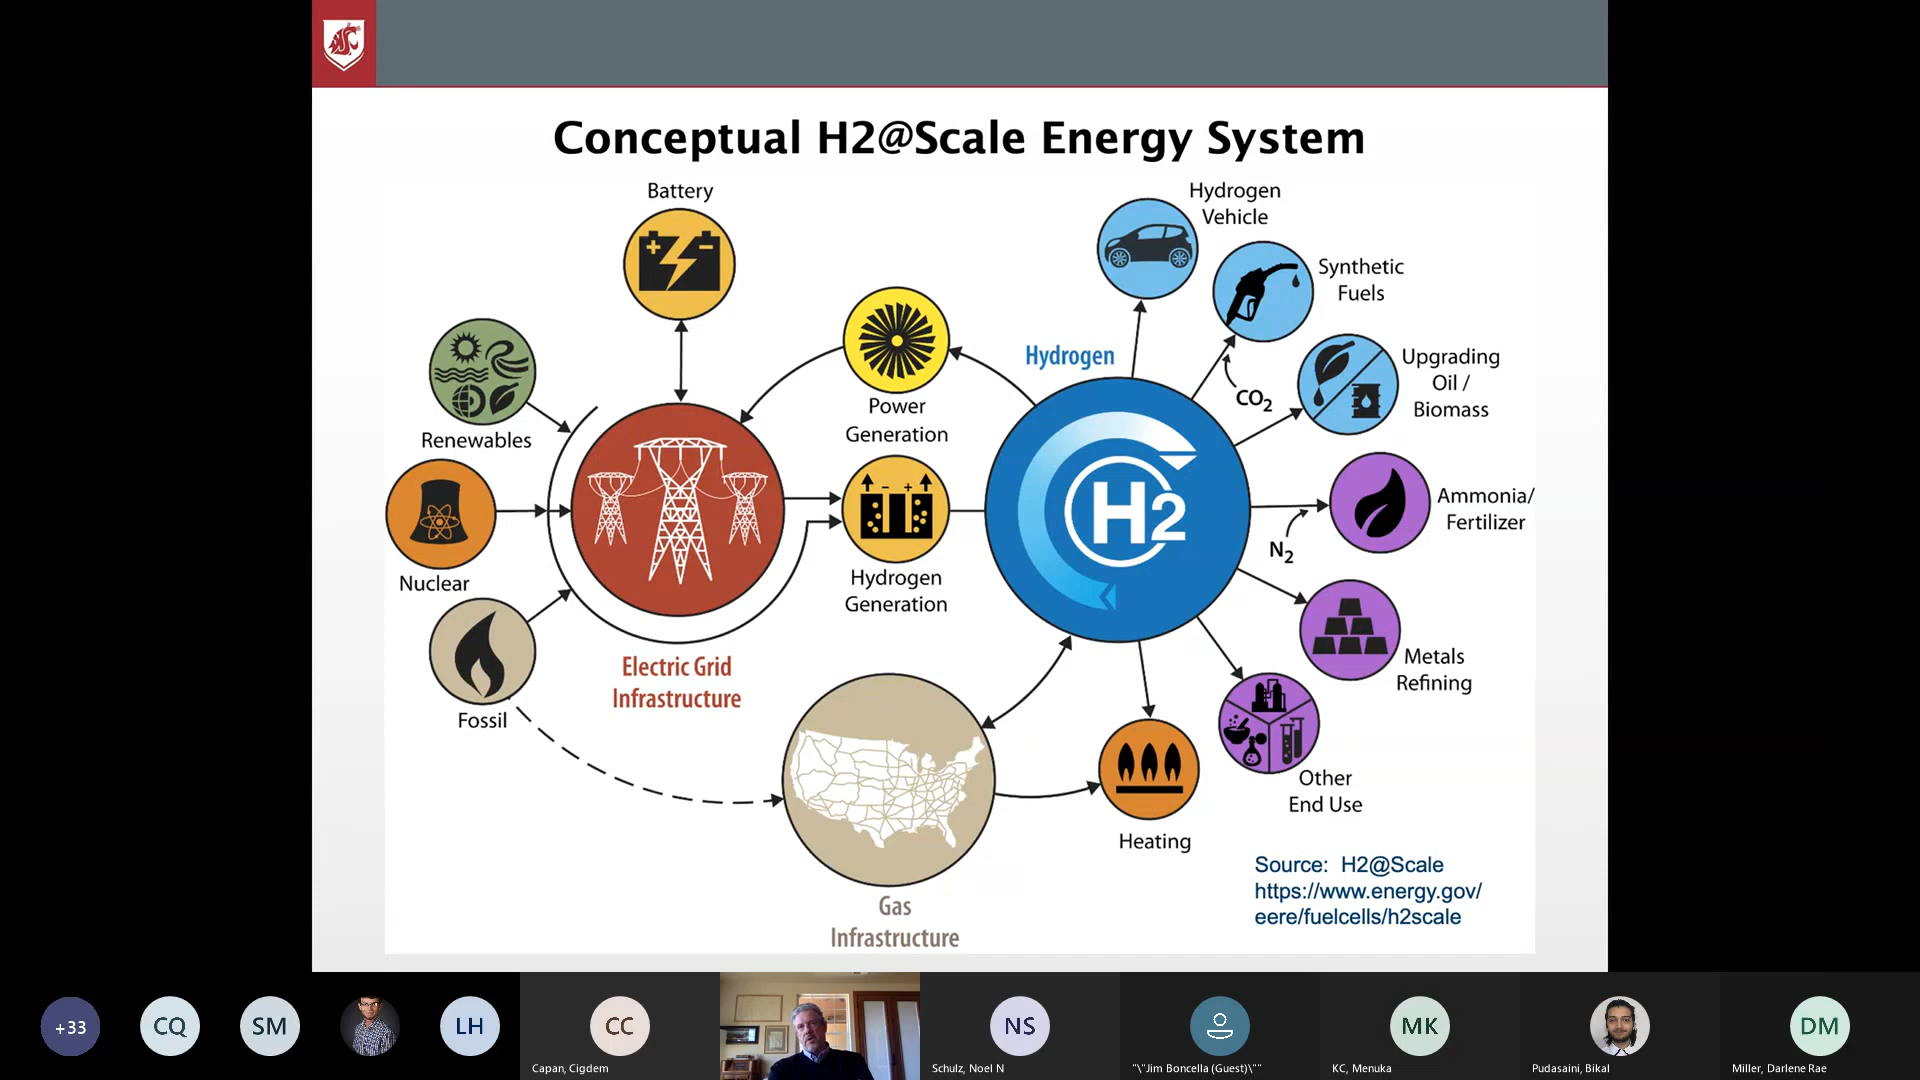 Conceptual H2@Scale Energy System
Battery
Hydrogen
Vehicle
Synthetic
Fuels
Hydrogen
Upgrading
Oil /
Biomass
CO2
Renewables
Power
Generation
H2
Ammonia/
Fertilizer
N2
Nuclear
Hydrogen
Generation
Electric Grid
Infrastructure
Metals
Refining
Fossil
Other
End Use
Heating
Source: H2@Scale
https://www.energy.gov/
eere/fuelcells/h2scale
Gas
Infrastructure
+33
CQ
SM
LH
CC
NS
MK
DM
Capan, Cigdem
Schulz, Noel N
"\"Jim Boncella (Guest)\""
KC, Menuka
Pudasaini, Bikal
Miller, Darlene Rae